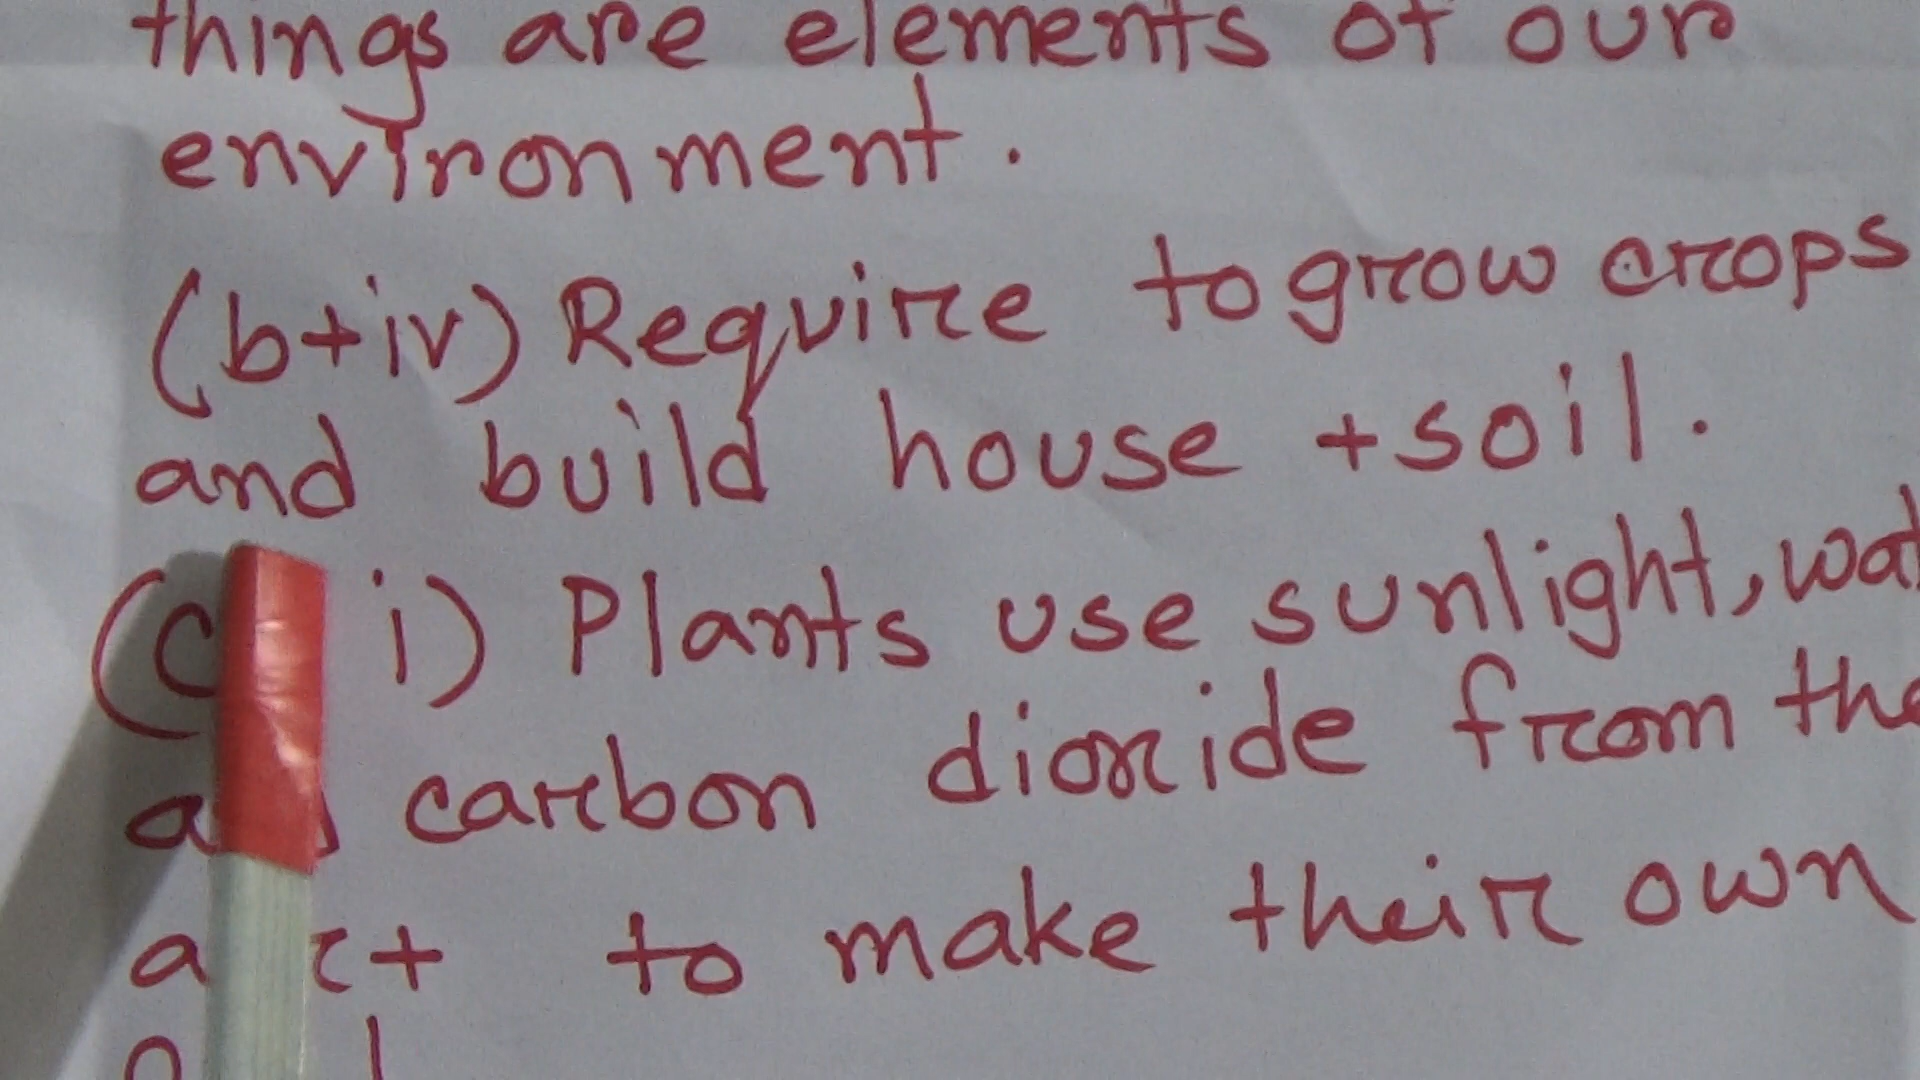 things are elements of our
environment.
(b+iv) Require to grow crops
and build house + soil.
i) Plants use sunlight,
carbon dioxide from
to make their own